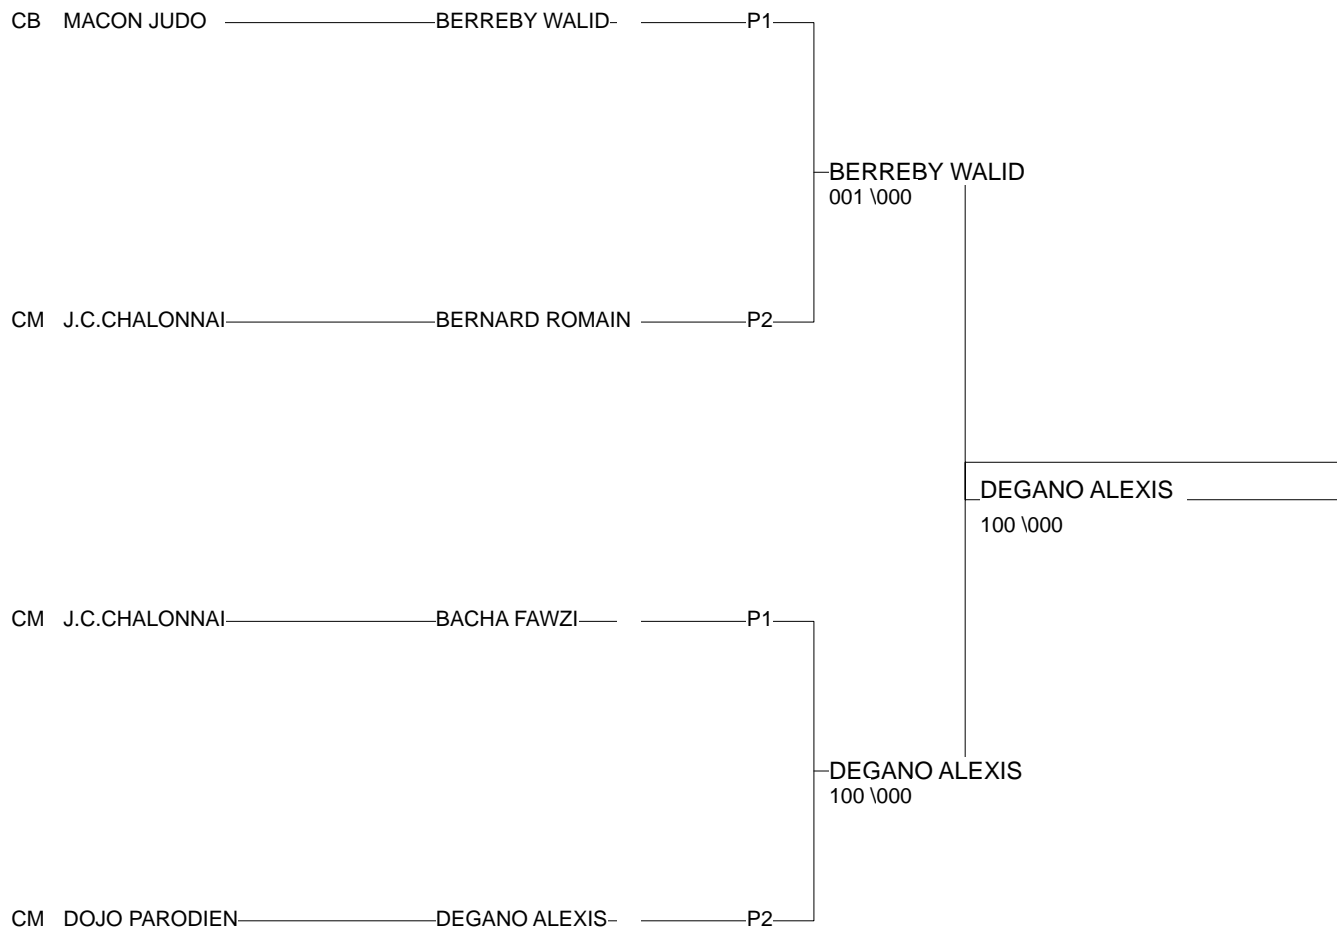 CB MACON JUDO BERREBY WALID P1
BERREBY WALID
001 \000
CM J.C.CHALONNAI BERNARD ROMAIN P2
DEGANO ALEXIS
100 \000
CM J.C.CHALONNAI BACHA FAWZI P1
DEGANO ALEXIS
100 \000
CM DOJO PARODIEN DEGANO ALEXIS P2